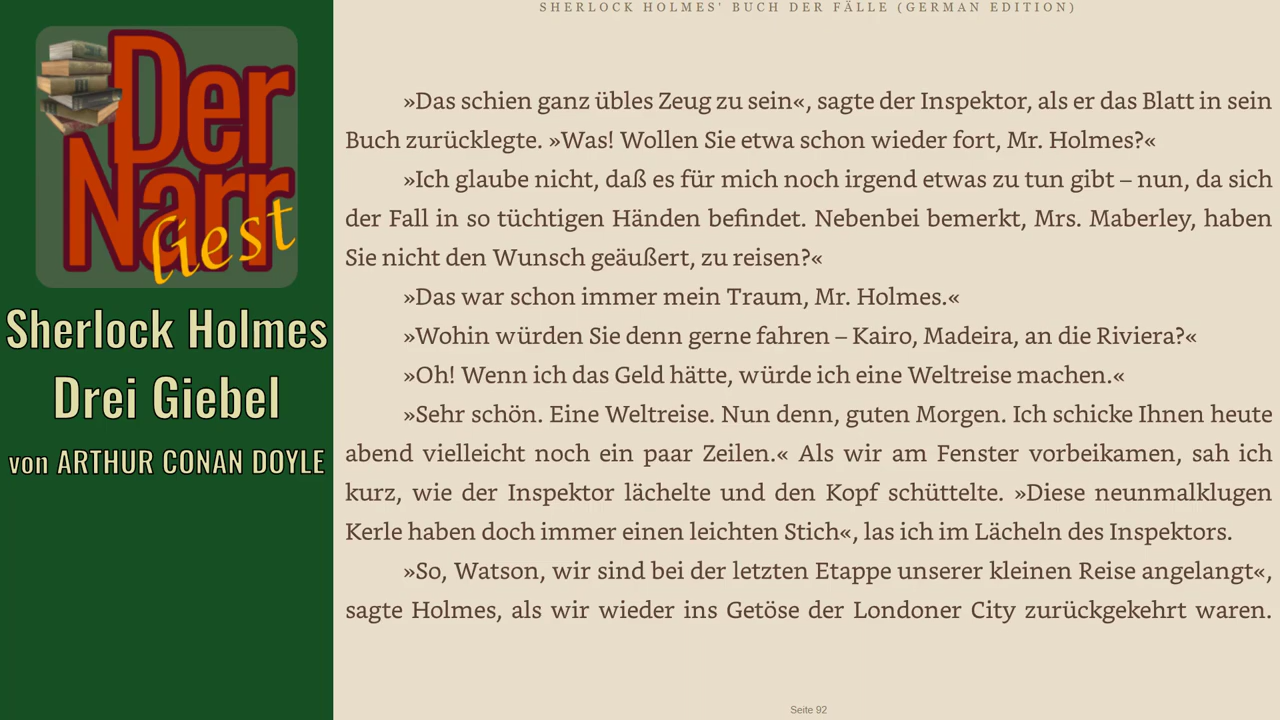 Der
Narr
liest
Sherlock Holmes
Drei Giebel
von ARTHUR CONAN DOYLE
SHERLOCK HOLMES' BUCH DER FÄLLE (GERMAN EDITION)
»Das schien ganz übles Zeug zu sein«, sagte der Inspektor, als er das Blatt in sein
Buch zurücklegte. »Was! Wollen Sie etwa schon wieder fort, Mr. Holmes?«
»Ich glaube nicht, daß es für mich noch irgend etwas zu tun gibt – nun, da sich
der Fall in so tüchtigen Händen befindet. Nebenbei bemerkt, Mrs. Maberley, haben
Sie nicht den Wunsch geäußert, zu reisen?«
»Das war schon immer mein Traum, Mr. Holmes.«
»Wohin würden Sie denn gerne fahren – Kairo, Madeira, an die Riviera?«
»Oh! Wenn ich das Geld hätte, würde ich eine Weltreise machen.«
»Sehr schön. Eine Weltreise. Nun denn, guten Morgen. Ich schicke Ihnen heute
abend vielleicht noch ein paar Zeilen.« Als wir am Fenster vorbeikamen, sah ich
kurz, wie der Inspektor lächelte und den Kopf schüttelte. »Diese neunmalklugen
Kerle haben doch immer einen leichten Stich«, las ich im Lächeln des Inspektors.
»So, Watson, wir sind bei der letzten Etappe unserer kleinen Reise angelangt«,
sagte Holmes, als wir wieder ins Getöse der Londoner City zurückgekehrt waren.
Seite 92